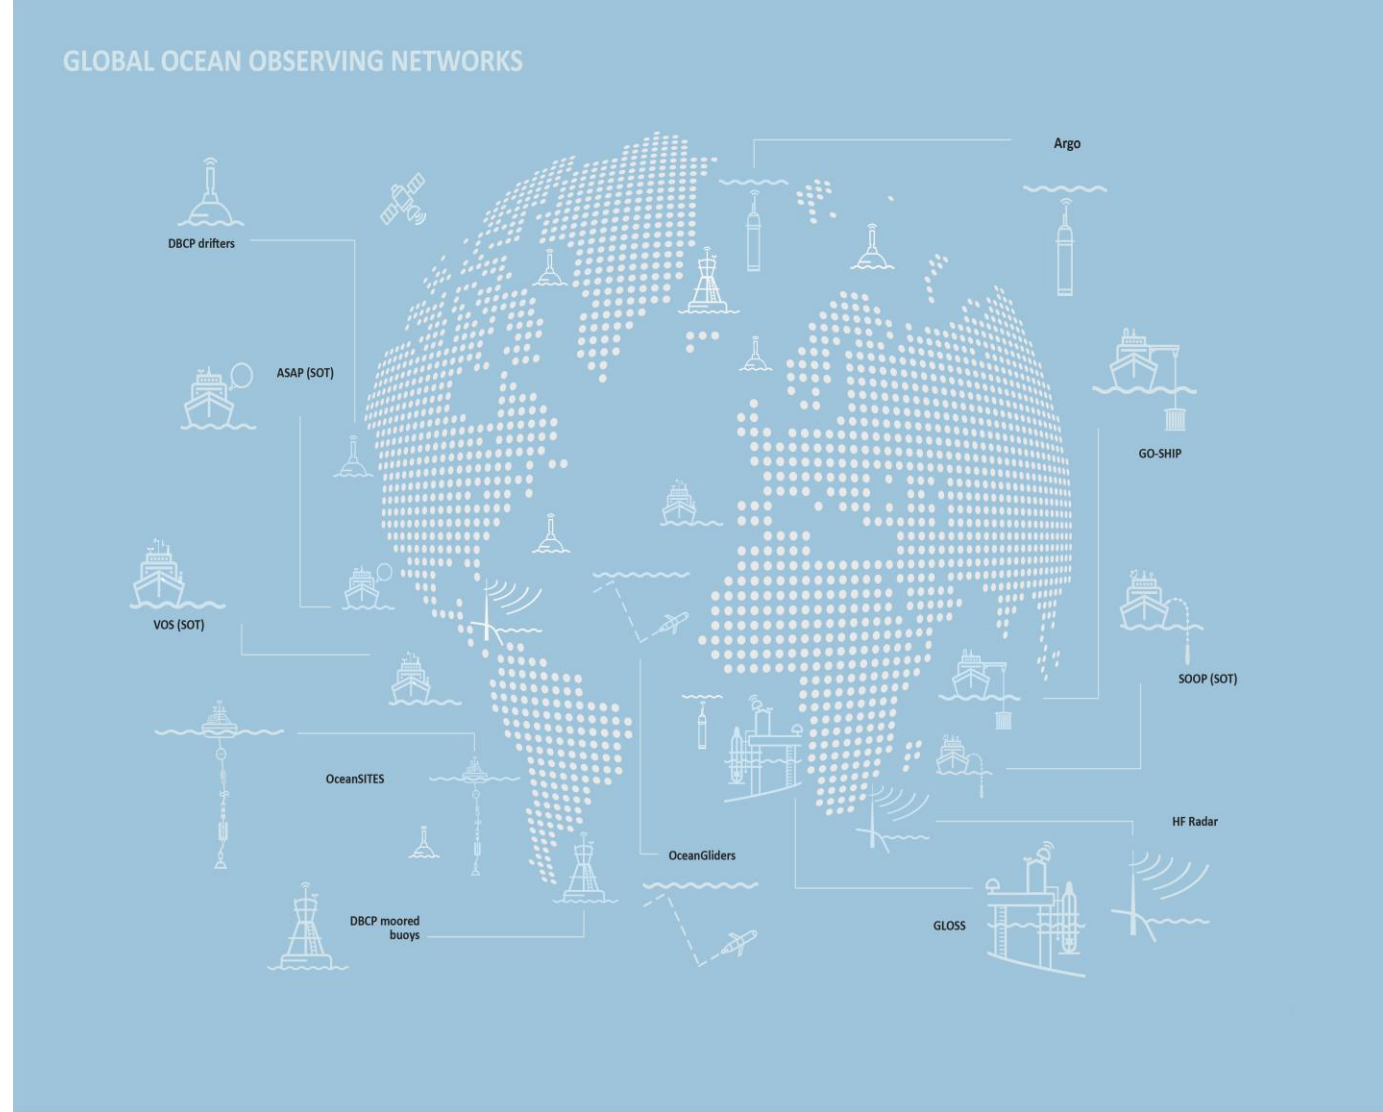 GLOBAL OCEAN OBSERVING NETWORKS
Argo
DBCP drifters
ASAP (SOT)
GO-SHIP
VOS (SOT)
SOOP (SOT)
OceanSITES
HF Radar
OceanGliders
DBCP moored
buoys
GLOSS